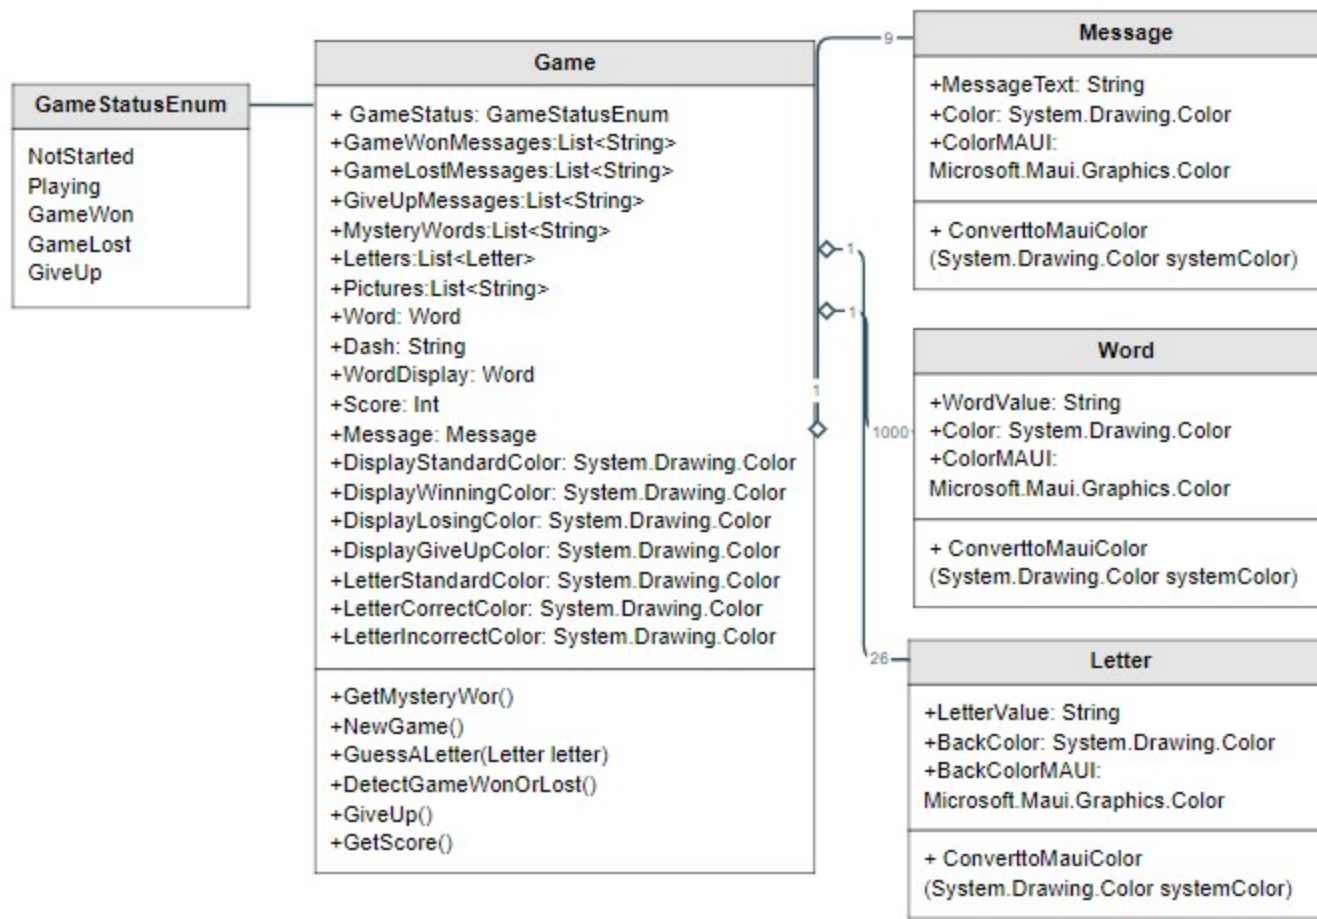 GameStatusEnum
NotStarted
Playing
GameWon
GameLost
GiveUp
Game
+ GameStatus: GameStatusEnum
+GameWonMessages:List<String>
+GameLostMessages:List<String>
+GiveUpMessages:List<String>
+MysteryWords:List<String>
+Letters:List<Letter>
+Pictures:List<String>
+Word: Word
+Dash: String
+WordDisplay: Word
+Score: Int
+Message: Message
+DisplayStandardColor: System.Drawing.Color
+DisplayWinningColor: System.Drawing.Color
+DisplayLosingColor: System.Drawing.Color
+DisplayGiveUpColor: System.Drawing.Color
+LetterStandardColor: System.Drawing.Color
+LetterCorrectColor: System.Drawing.Color
+LetterIncorrectColor: System.Drawing.Color
+GetMysteryWor()
+NewGame()
+GuessALetter(Letter letter)
+DetectGameWonOrLost()
+GiveUp()
+GetScore()
9
1
1
1
1000
26
Message
+MessageText: String
+Color: System.Drawing.Color
+ColorMAUI:
Microsoft.Maui.Graphics.Color
+ ConverttoMauiColor
(System.Drawing.Color systemColor)
Word
+WordValue: String
+Color: System.Drawing.Color
+ColorMAUI:
Microsoft.Maui.Graphics.Color
+ ConverttoMauiColor
(System.Drawing.Color systemColor)
Letter
+LetterValue: String
+BackColor: System.Drawing.Color
+BackColorMAUI:
Microsoft.Maui.Graphics.Color
+ ConverttoMauiColor
(System.Drawing.Color systemColor)